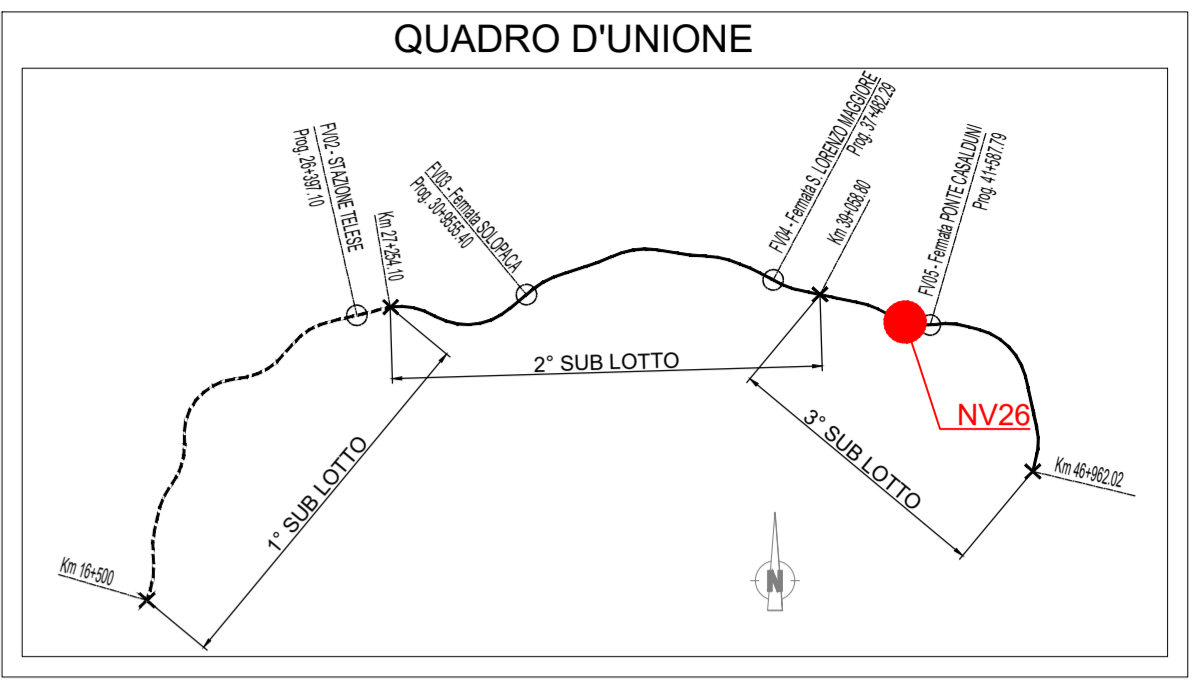 QUADRO D'UNIONE
FV02 - STAZIONE TELESE
Prog. 26+397.10
Km 27+254.10
FV03 - Fermata SOLOPACA
Prog. 30+9555.40
FV04 - Fermata S. LORENZO MAGGIORE
Prog. 37+482.29
Km 39+058.80
FV05 - Fermata PONTE CASALDUNI
Prog. 41+587.79
2° SUB LOTTO
NV26
3° SUB LOTTO
1° SUB LOTTO
Km 46+962.02
Km 16+500
N